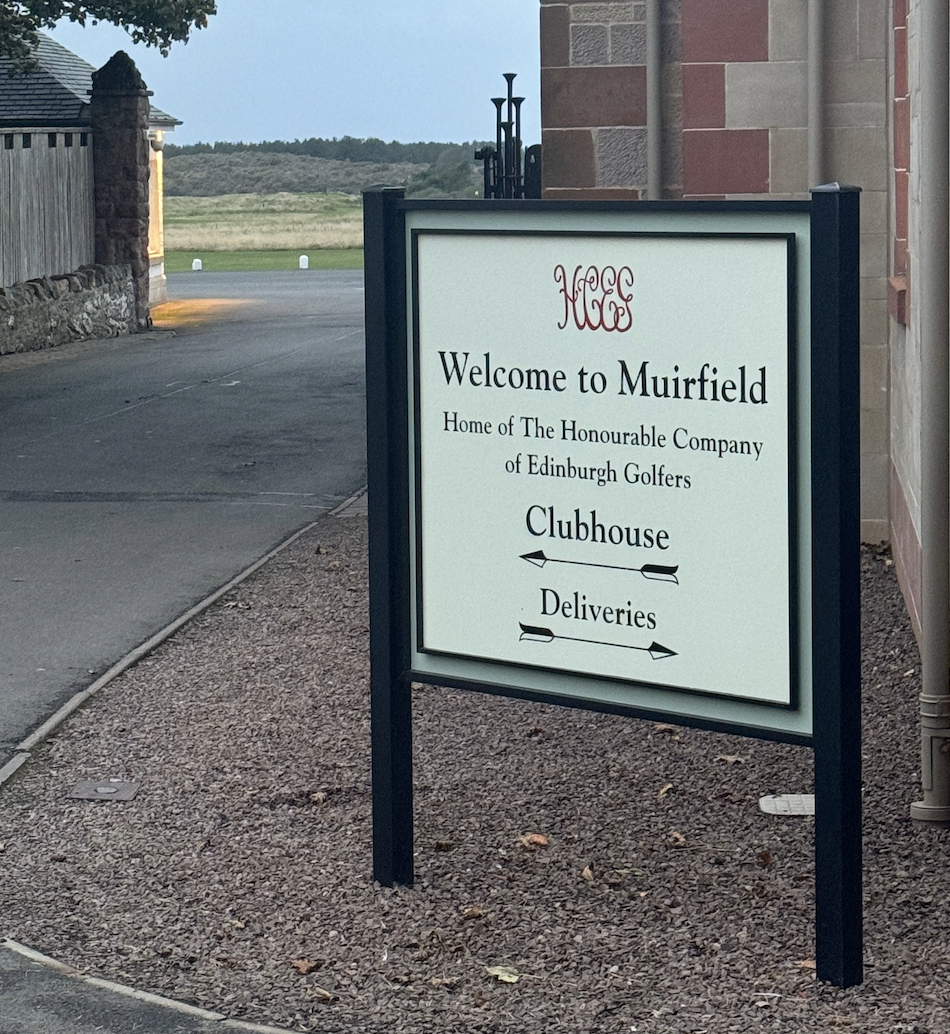 HCEG
Welcome to Muirfield
Home of The Honourable Company
of Edinburgh Golfers
Clubhouse
Deliveries